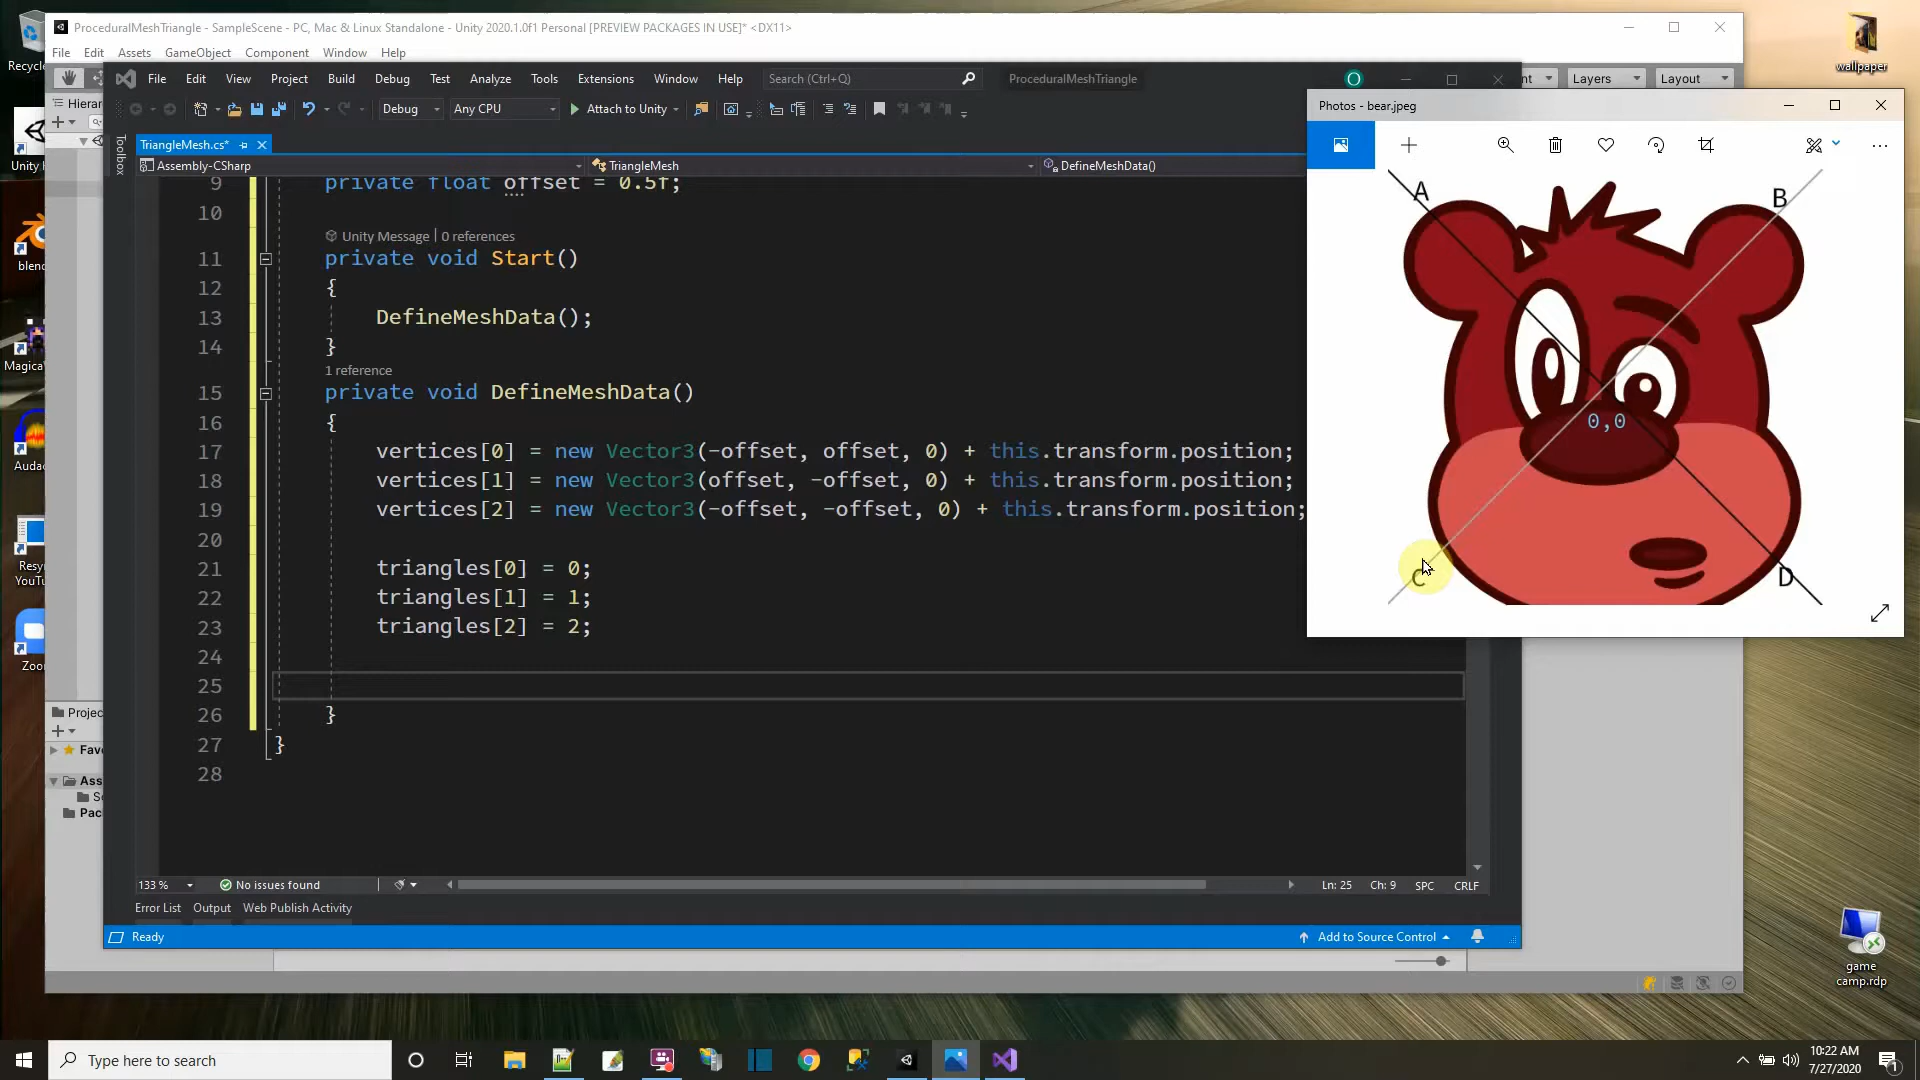 ProceduralMeshTriangle - SampleScene - PC, Mac & Linux Standalone - Unity 2020.1.0f1 Personal [PREVIEW PACKAGES IN USE]* <DX11>
File Edit Assets GameObject Component Window Help
File Edit View Project Build Debug Test Analyze Tools Extensions Window Help Search (Ctrl+Q) ProceduralMeshTriangle O
Layers Layout
Hierar
Debug Any CPU Attach to Unity
Toolbox
TriangleMesh.cs*
Assembly-CSharp TriangleMesh DefineMeshData()
9 private float offset = 0.5f;
10
Unity Message | 0 references
11 private void Start()
12 {
13 DefineMeshData();
14 }
1 reference
15 private void DefineMeshData()
16 {
17 vertices[0] = new Vector3(-offset, offset, 0) + this.transform.position;
18 vertices[1] = new Vector3(offset, -offset, 0) + this.transform.position;
19 vertices[2] = new Vector3(-offset, -offset, 0) + this.transform.position;
20
21 triangles[0] = 0;
22 triangles[1] = 1;
23 triangles[2] = 2;
24
25
26 }
27 }
28
133 % No issues found Ln: 25 Ch: 9 SPC CRLF
Error List Output Web Publish Activity
Ready Add to Source Control
Photos - bear.jpeg
A B
0,0
C D
Projec
Fav
Ass
Sc
Pac
Recycl
Unity
blen
Magica
Audac
Resyn
YouTu
Zoo
wallpaper
game
camp.rdp
Type here to search
10:22 AM
7/27/2020
1